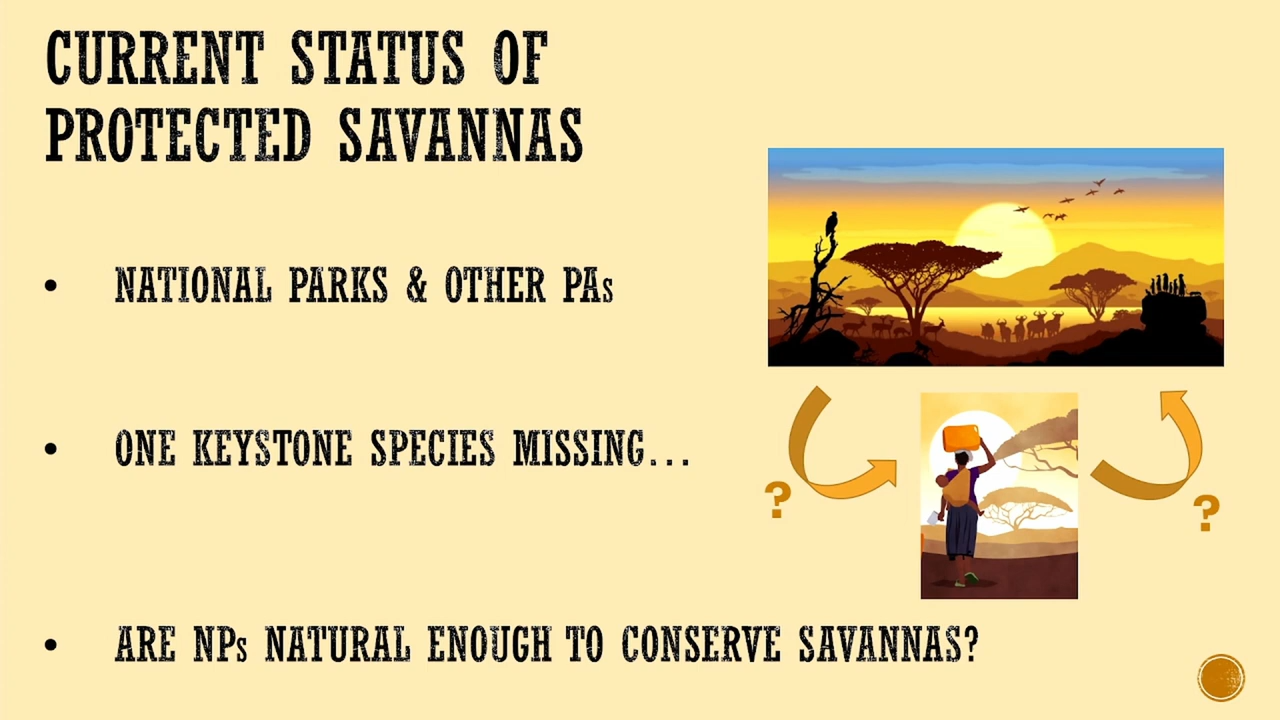 CURRENT STATUS OF
PROTECTED SAVANNAS
• NATIONAL PARKS & OTHER PAs
• ONE KEYSTONE SPECIES MISSING...
?
?
• ARE NPs NATURAL ENOUGH TO CONSERVE SAVANNAS?